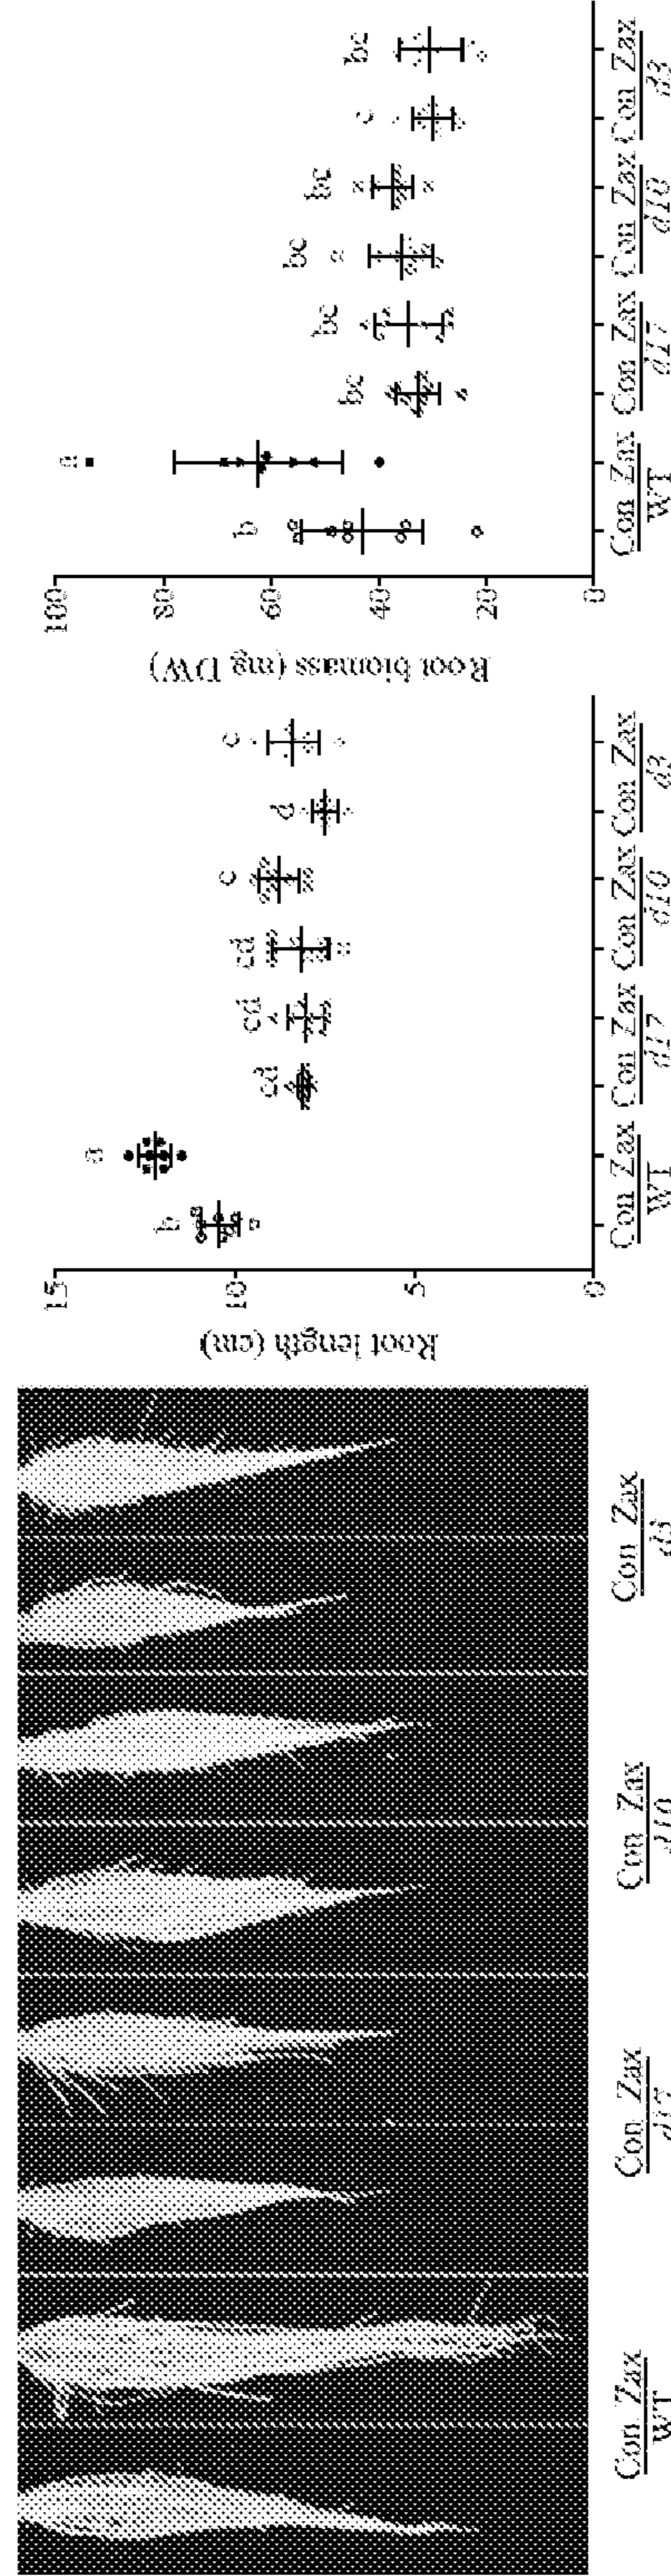 Con Zax
WT
Con Zax
d17
Con Zax
d10
Con Zax
d3
Root length (cm)
15
10
5
0
b
a
cd
cd
cd
c
d
c
Con Zax
WT
Con Zax
d17
Con Zax
d10
Con Zax
d3
Root biomass (mg DW)
100
80
60
40
20
0
b
a
bc
bc
bc
bc
c
bc
Con Zax
WT
Con Zax
d17
Con Zax
d10
Con Zax
d3